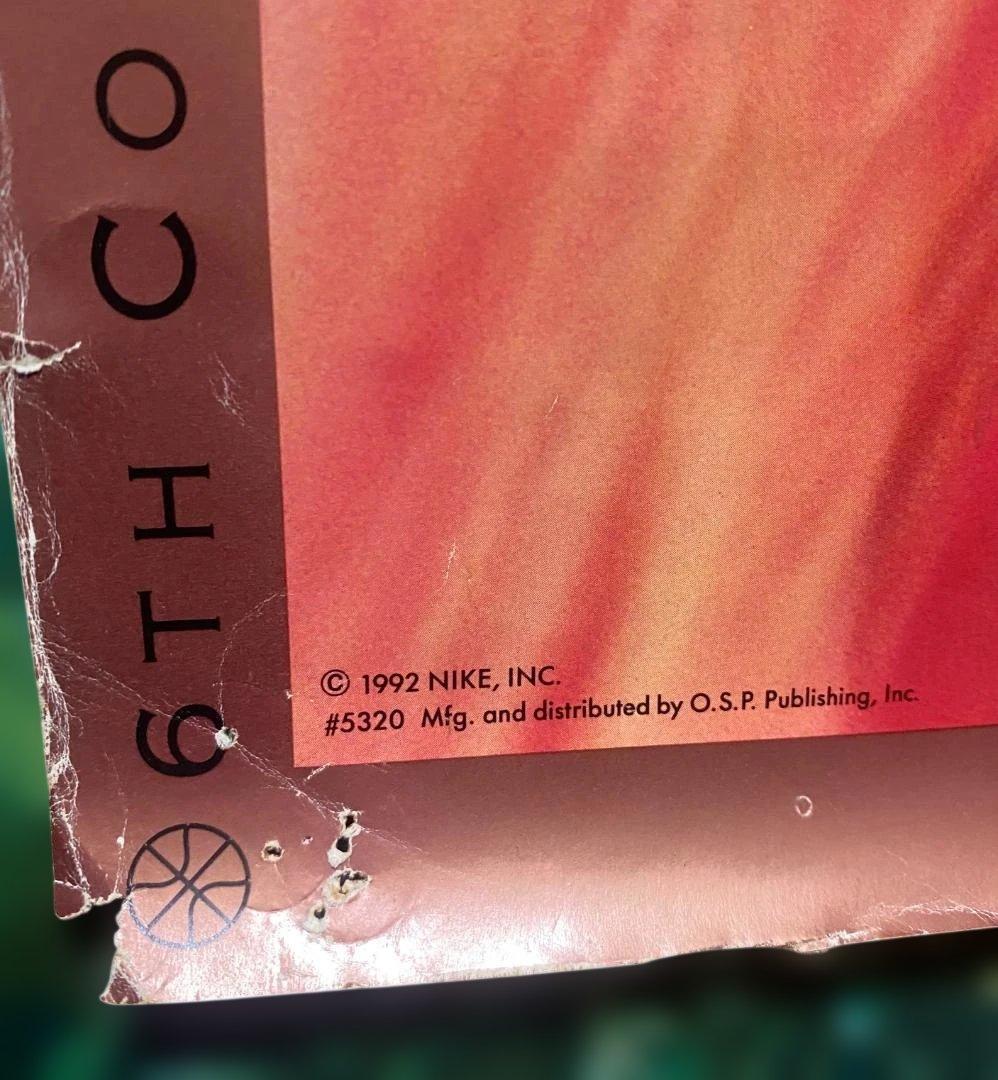 6TH CO
© 1992 NIKE, INC.
#5320 Mfg. and distributed by O.S.P. Publishing, Inc.